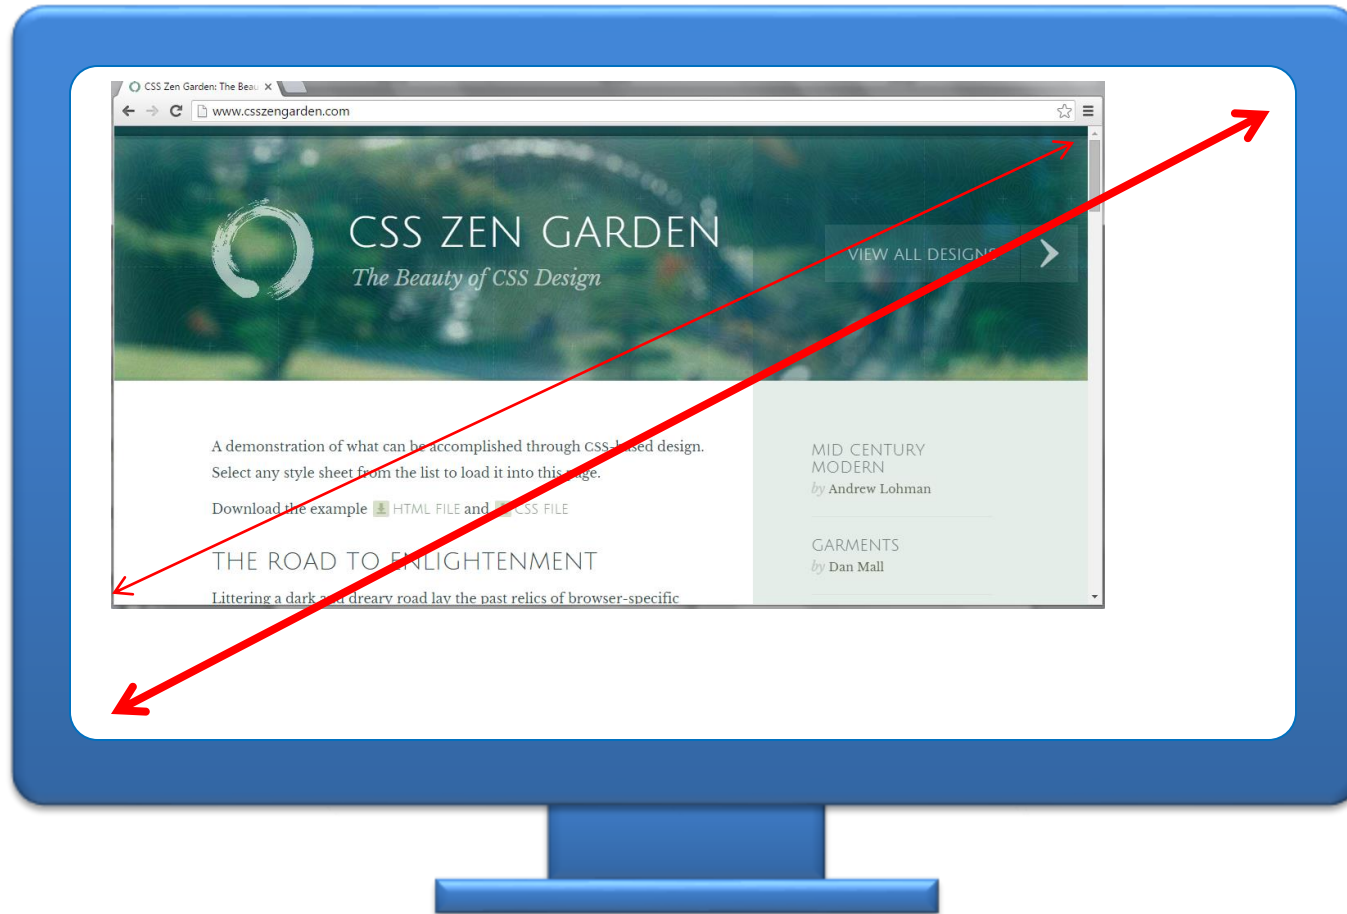 CSS Zen Garden: The Beau
www.csszengarden.com
CSS ZEN GARDEN
The Beauty of CSS Design
VIEW ALL DESIGNS
A demonstration of what can be accomplished through CSS-based design.
Select any style sheet from the list to load it into this page.
Download the example HTML FILE and CSS FILE
THE ROAD TO ENLIGHTENMENT
Littering a dark and dreary road lay the past relics of browser-specific
MID CENTURY
MODERN
by Andrew Lohman
GARMENTS
by Dan Mall